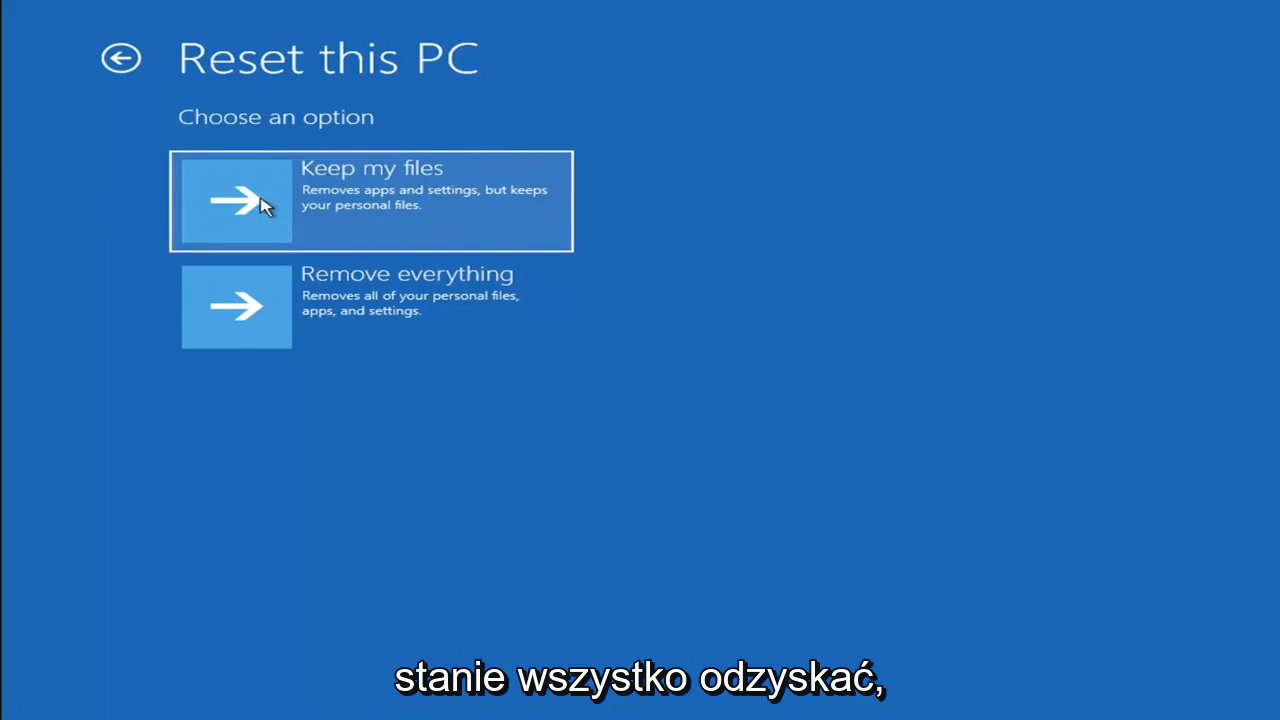 Reset this PC
Choose an option
Keep my files
Removes apps and settings, but keeps
your personal files.
Remove everything
Removes all of your personal files,
apps, and settings.
stanie wszystko odzyskać,